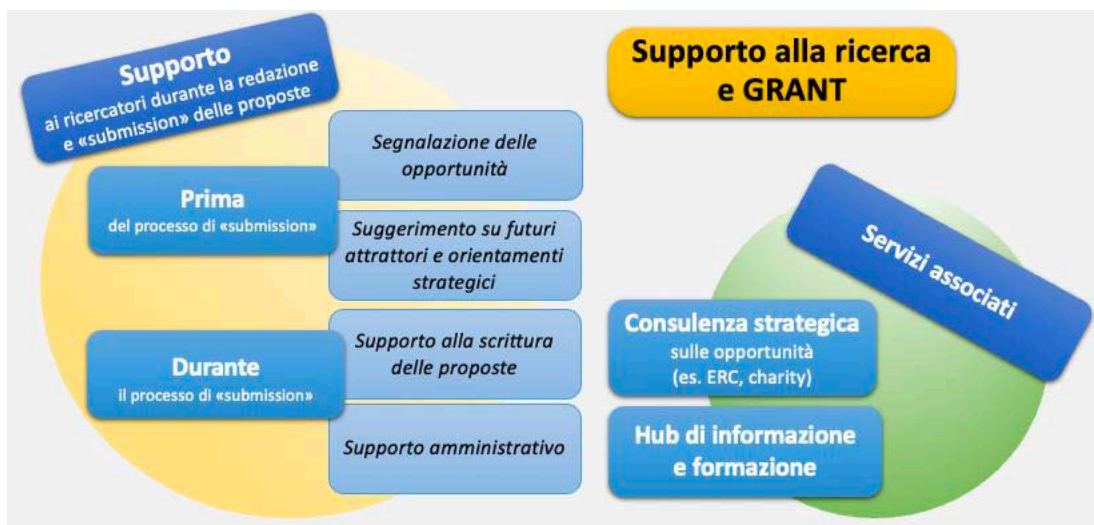 Supporto
ai ricercatori durante la redazione
e «submission» delle proposte
Supporto alla ricerca
e GRANT
Prima
del processo di «submission»
Segnalazione delle
opportunità
Suggerimento su futuri
attrattori e orientamenti
strategici
Durante
il processo di «submission»
Supporto alla scrittura
delle proposte
Supporto amministrativo
Servizi associati
Consulenza strategica
sulle opportunità
(es. ERC, charity)
Hub di informazione
e formazione